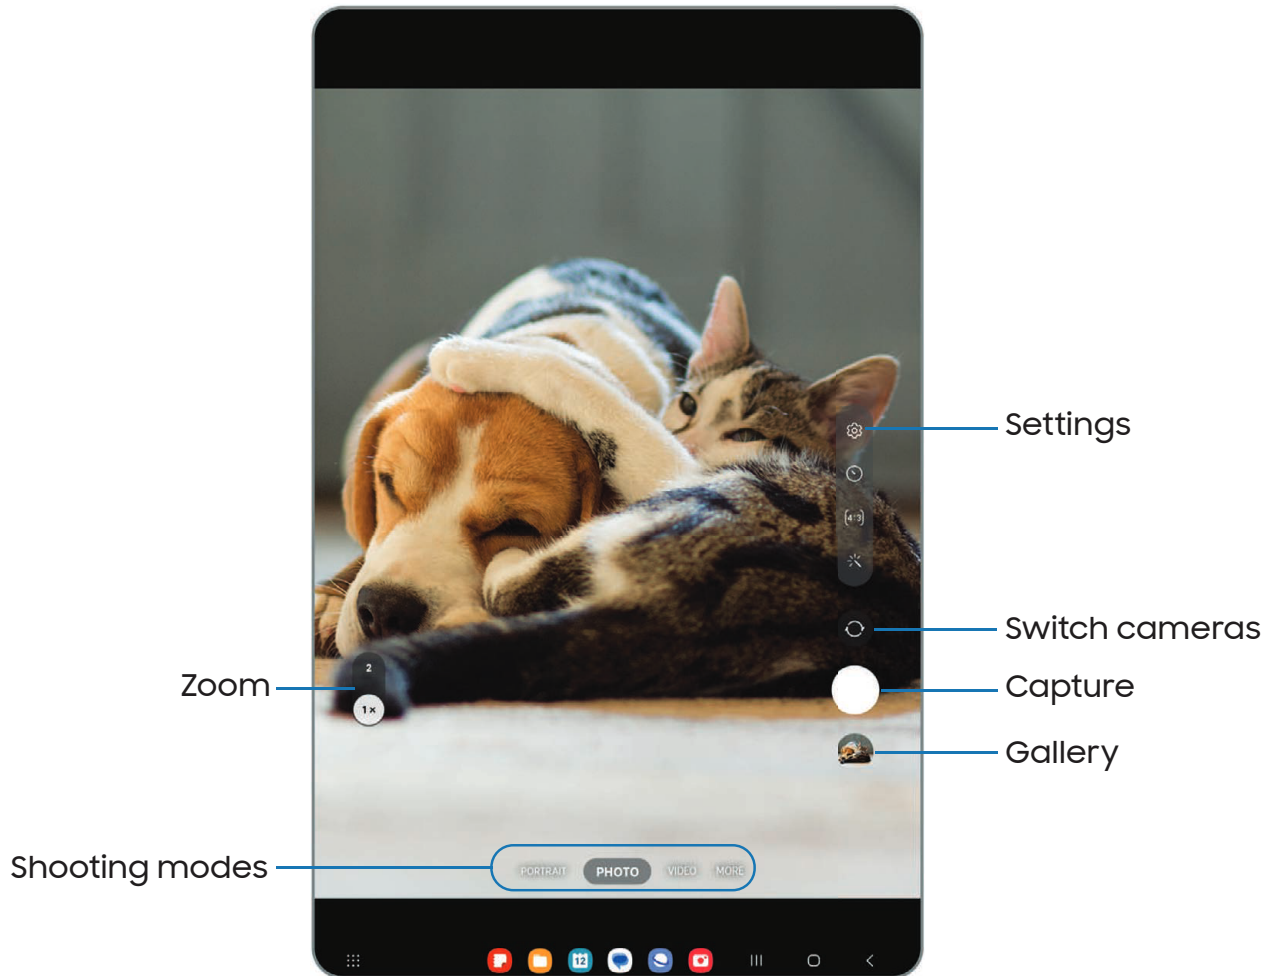 Settings
4:3
Switch cameras
2
Zoom
1×
Capture
Gallery
Shooting modes
PORTRAIT PHOTO VIDEO MORE
12